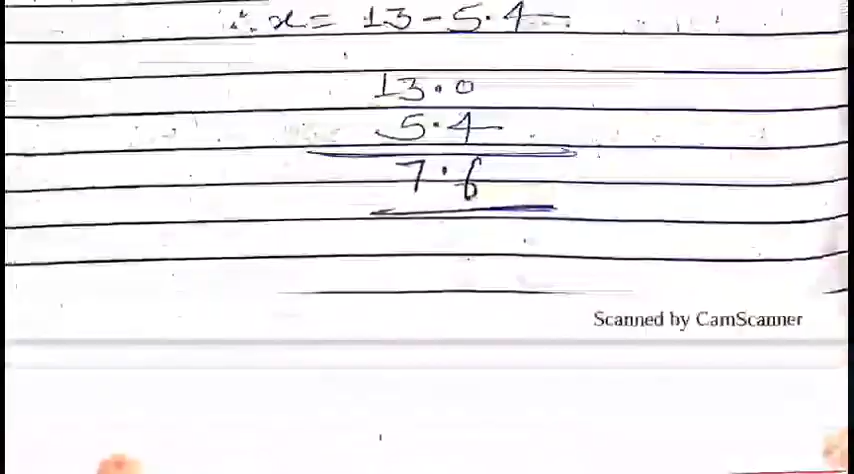 ∴ x = 13 - 5.4
13.0
5.4
7.6
Scanned by CamScanner